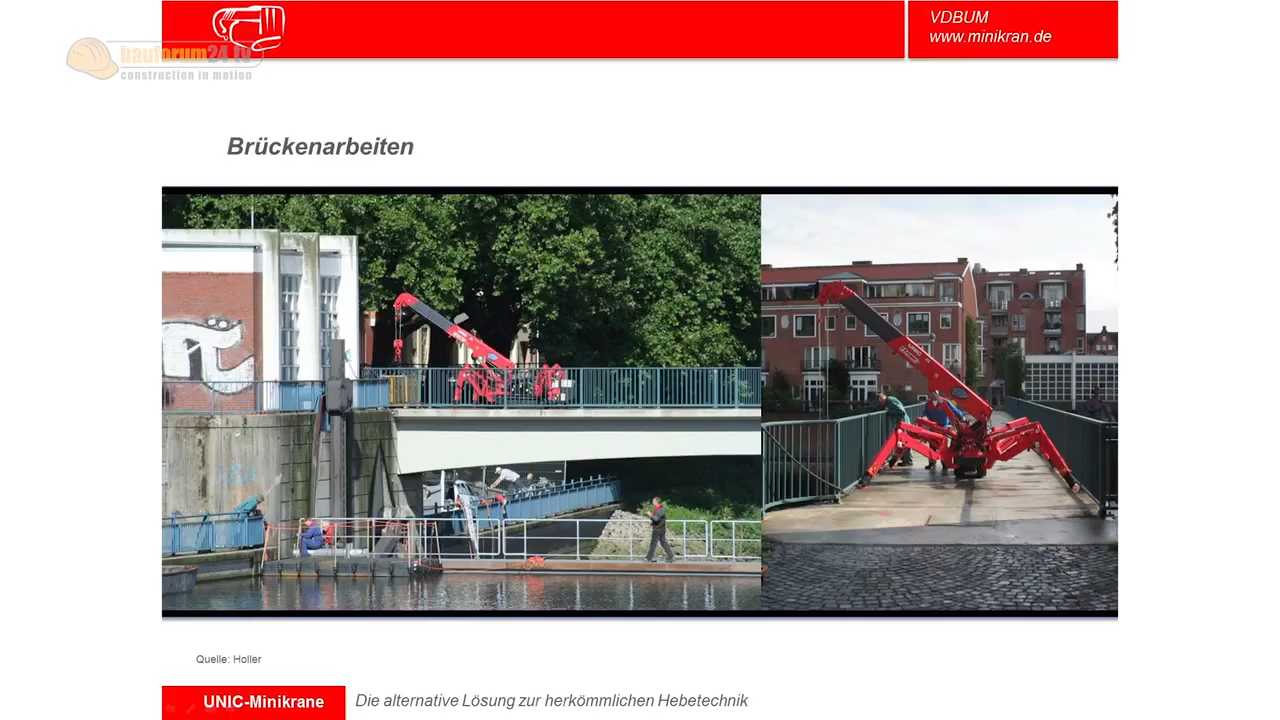 VDBUM
www.minikran.de
bauforum24 tv
construction in motion
Brückenarbeiten
UNIC
Quelle: Holler
UNIC-Minikrane
Die alternative Lösung zur herkömmlichen Hebetechnik